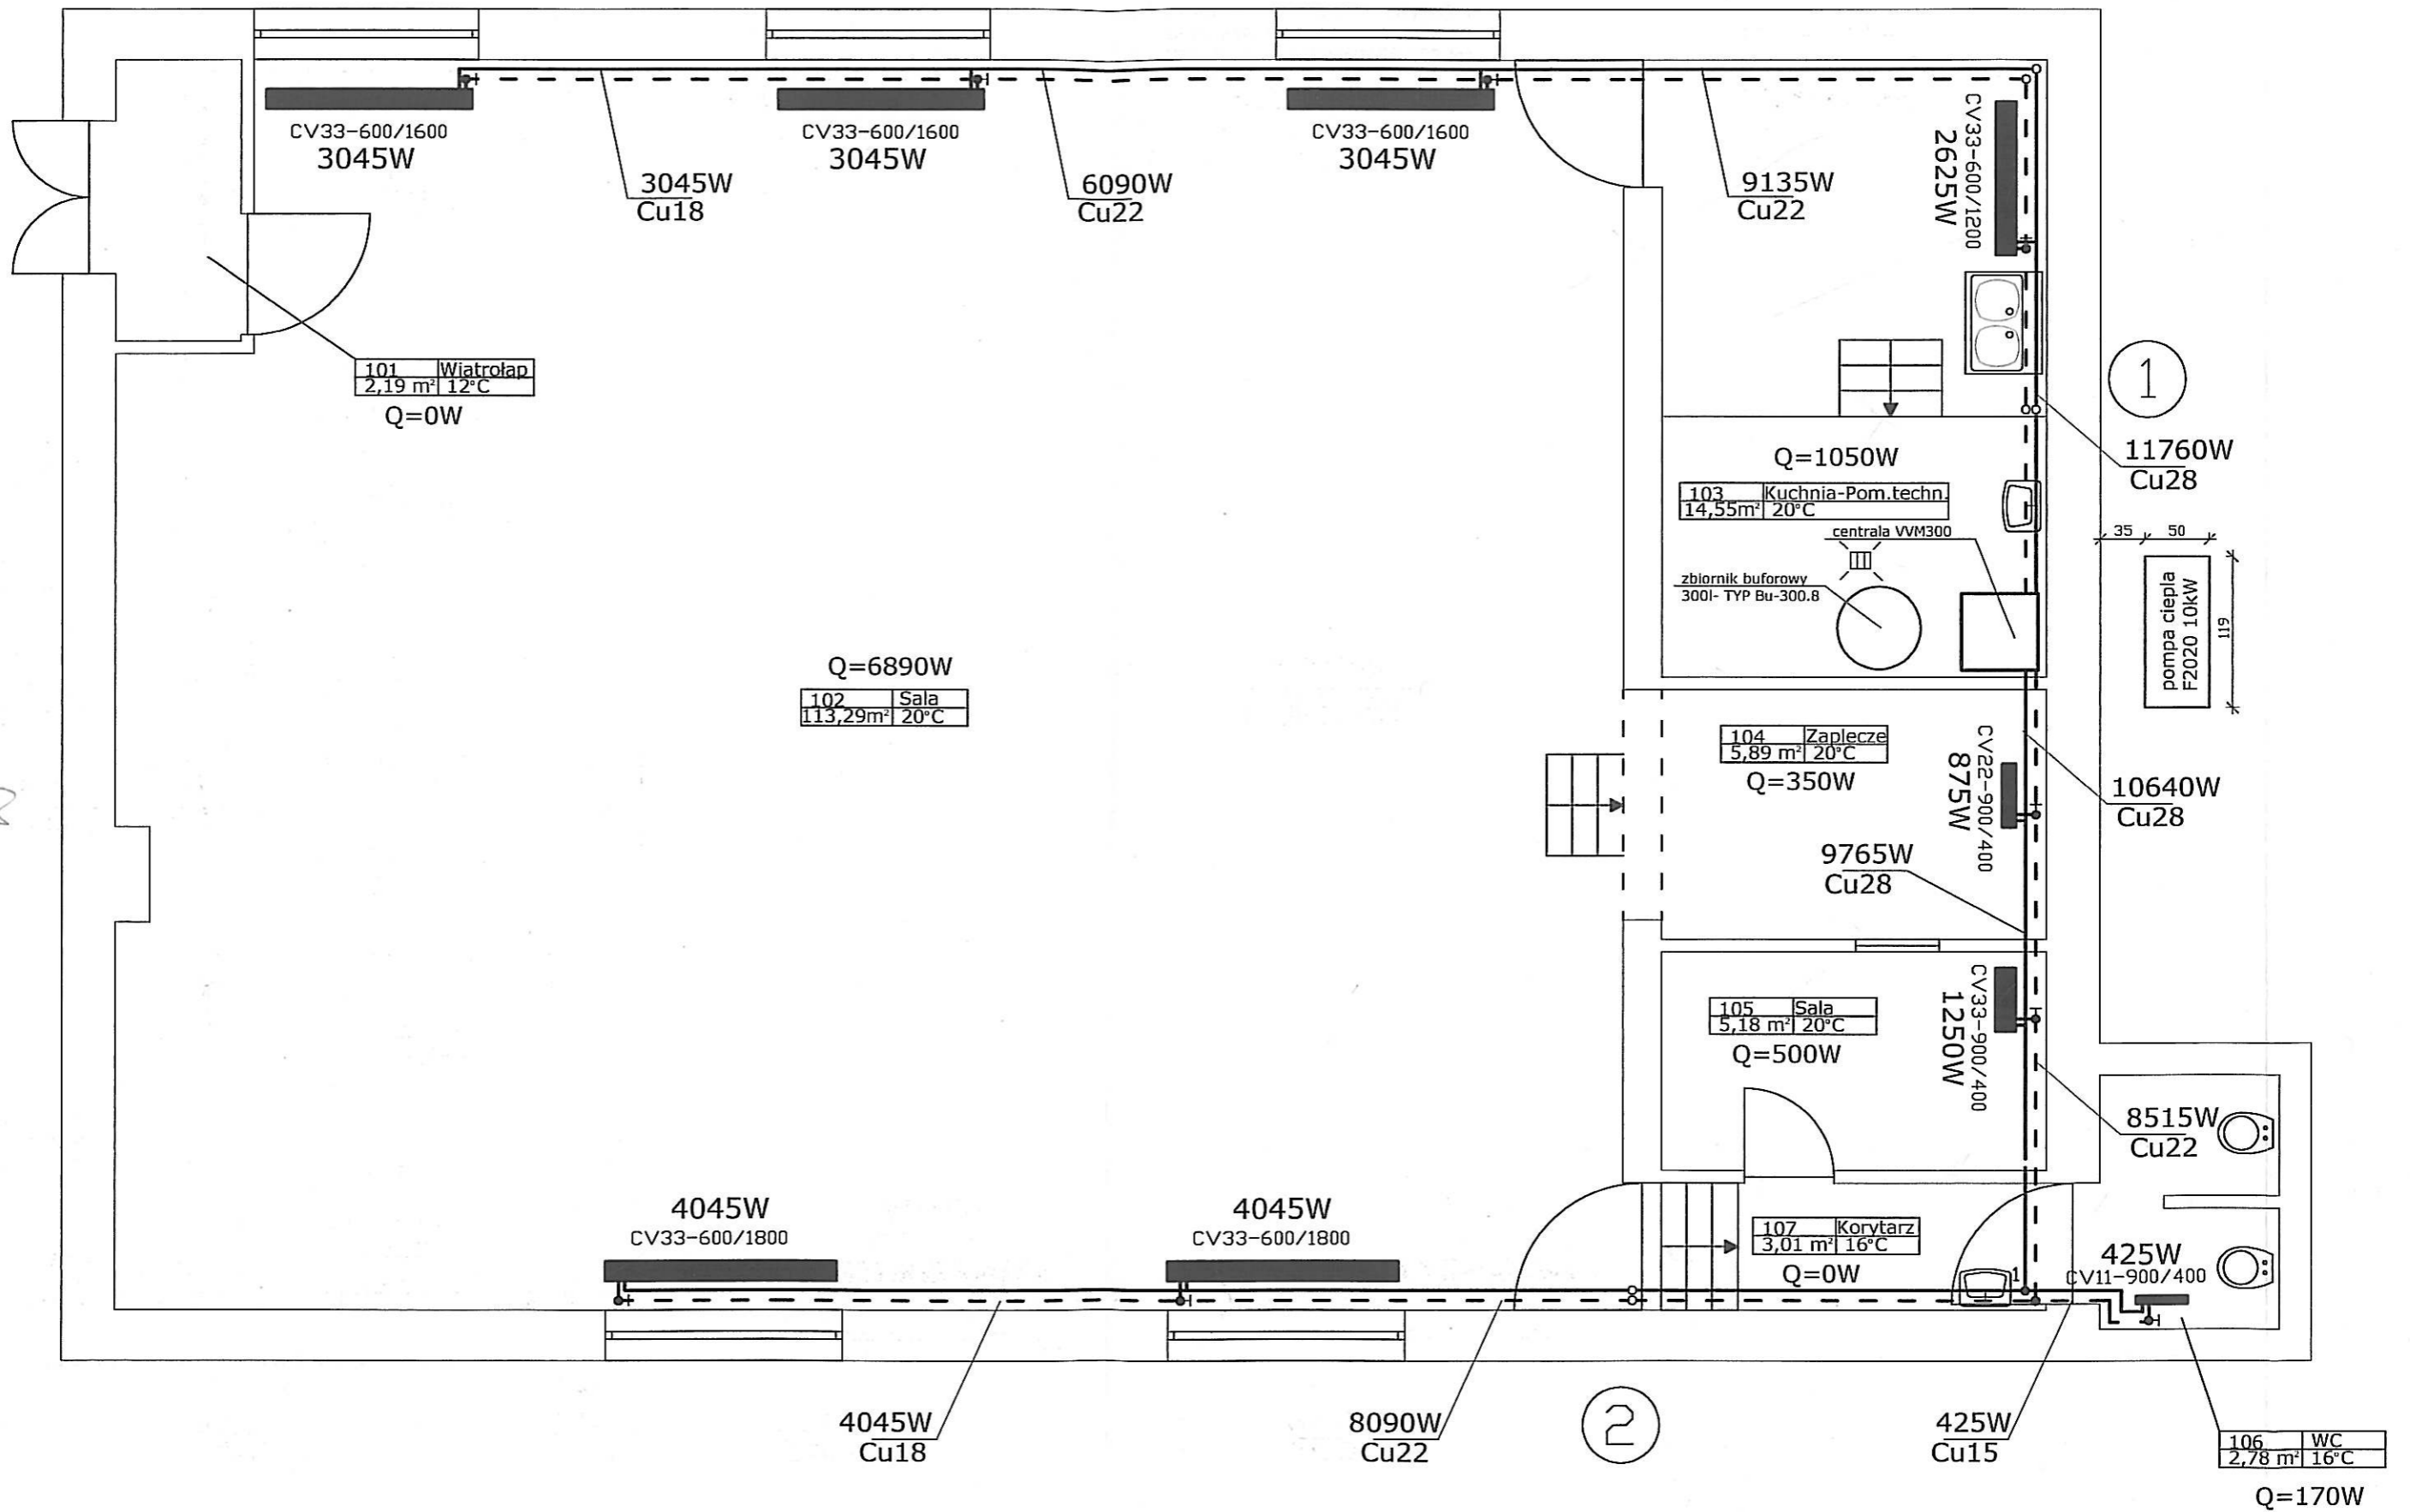 CV33-600/1600
3045W
CV33-600/1600
3045W
CV33-600/1600
3045W
CV33-600/1200
2625W
3045W
Cu18
6090W
Cu22
9135W
Cu22
101 Wiatrołap
2,19 m² 12°C
Q=0W
1
11760W
Cu28
Q=1050W
103 Kuchnia-Pom.techn.
14,55m² 20°C
centrala VVM300
zbiornik buforowy
300l- TYP Bu-300.8
35 50
119
pompa ciepla
F2020 10kW
Q=6890W
102 Sala
113,29m² 20°C
104 Zaplecze
5,89 m² 20°C
Q=350W
CV22-900/400
875W
10640W
Cu28
9765W
Cu28
105 Sala
5,18 m² 20°C
Q=500W
CV33-900/400
1250W
8515W
Cu22
4045W
CV33-600/1800
4045W
CV33-600/1800
107 Korytarz
3,01 m² 16°C
Q=0W
1
425W
CV11-900/400
4045W
Cu18
8090W
Cu22
2
425W
Cu15
106 WC
2,78 m² 16°C
Q=170W